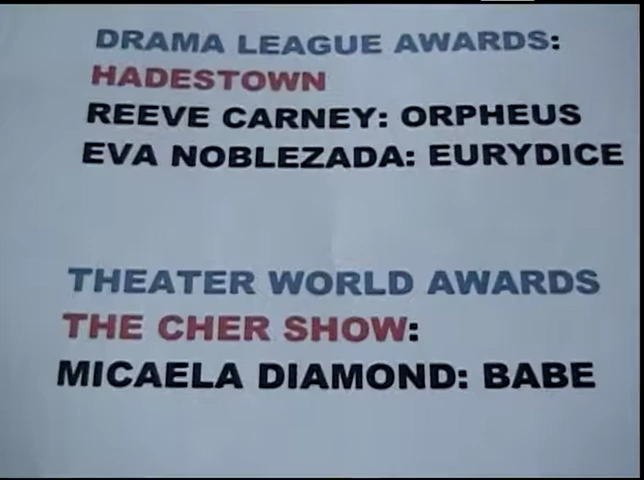 DRAMA LEAGUE AWARDS:
HADESTOWN
REEVE CARNEY: ORPHEUS
EVA NOBLEZADA: EURYDICE
THEATER WORLD AWARDS
THE CHER SHOW:
MICAELA DIAMOND: BABE